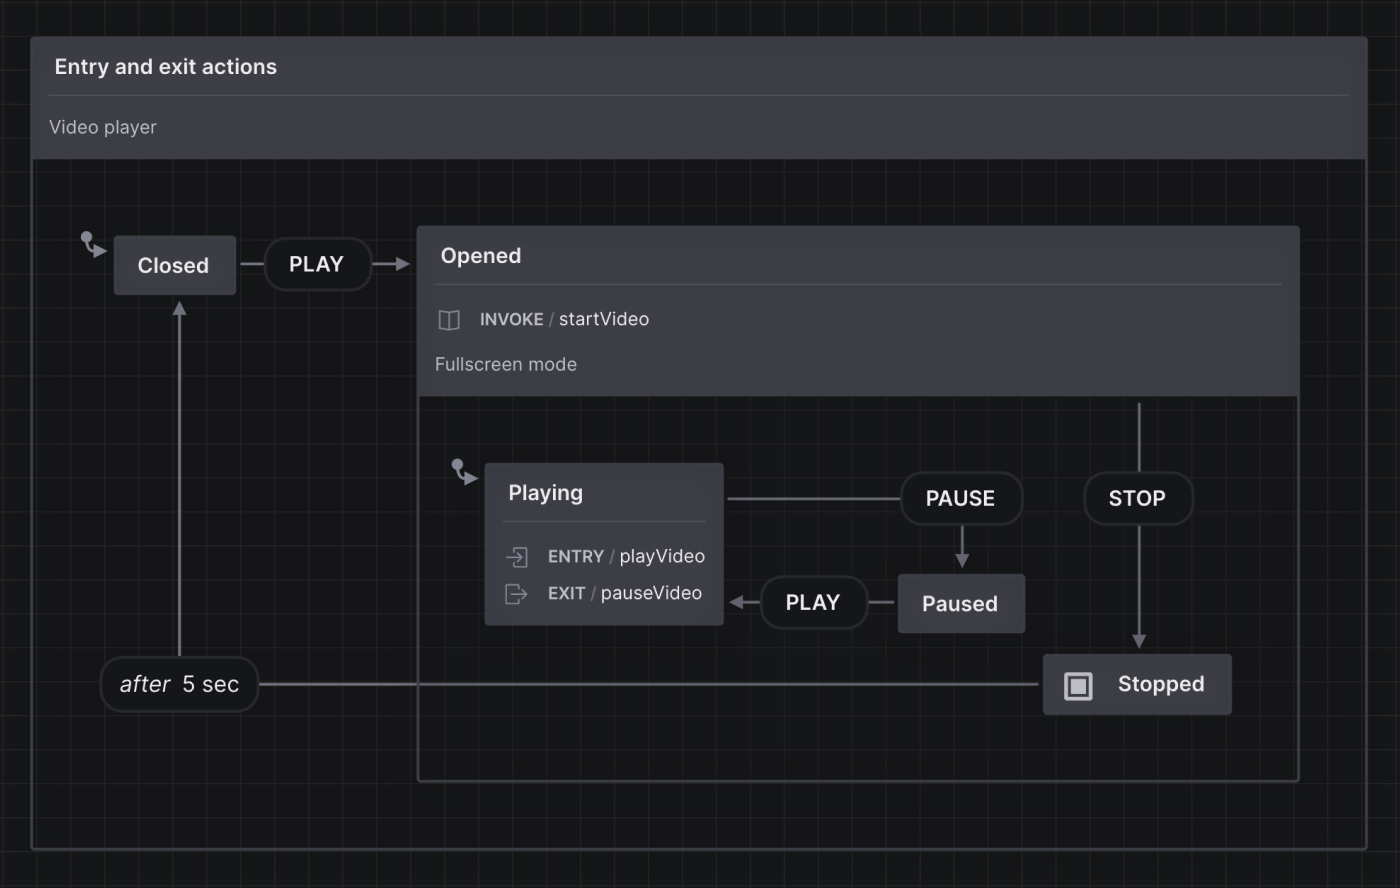 Entry and exit actions
Video player
Closed
PLAY
Opened
INVOKE / startVideo
Fullscreen mode
Playing
ENTRY / playVideo
EXIT / pauseVideo
PAUSE
STOP
PLAY
Paused
after 5 sec
Stopped